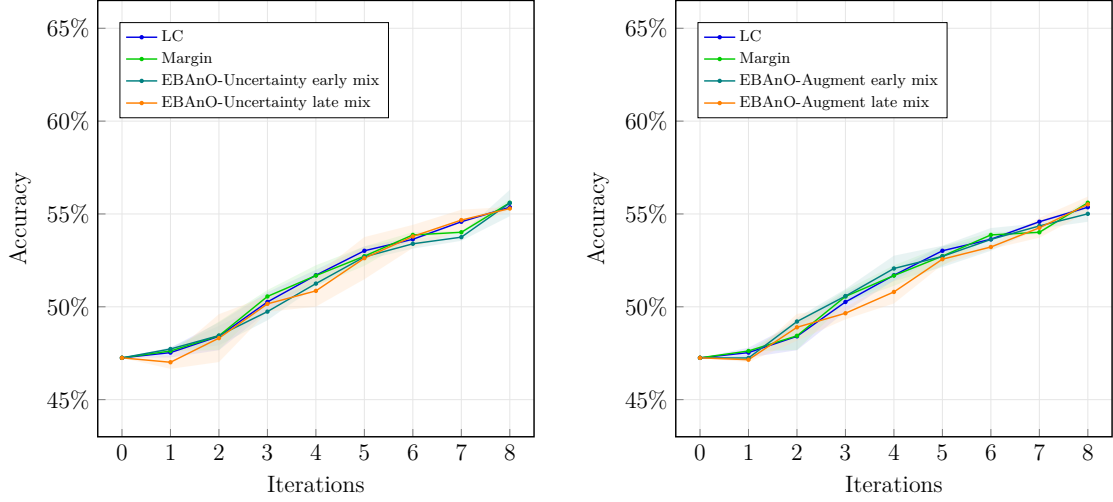 65%
60%
55%
50%
45%
Accuracy
LC
Margin
EBAnO-Uncertainty early mix
EBAnO-Uncertainty late mix
0 1 2 3 4 5 6 7 8
Iterations
65%
60%
55%
50%
45%
Accuracy
LC
Margin
EBAnO-Augment early mix
EBAnO-Augment late mix
0 1 2 3 4 5 6 7 8
Iterations